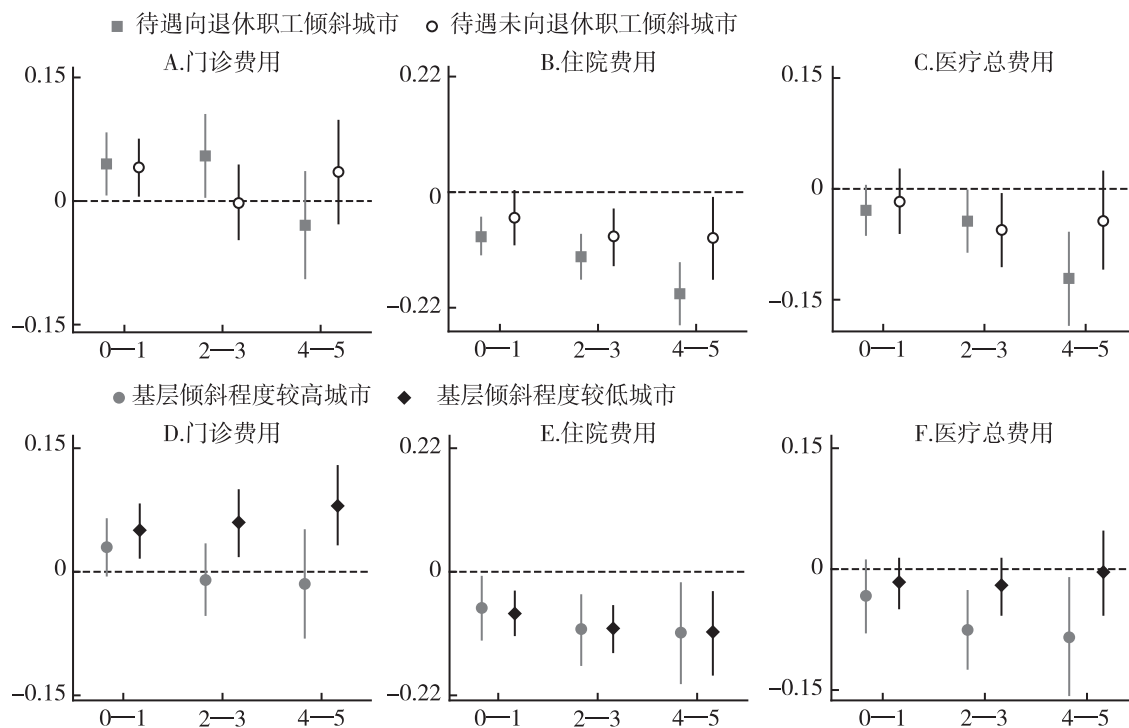 待遇向退休职工倾斜城市 待遇未向退休职工倾斜城市
A.门诊费用 B.住院费用 C.医疗总费用
0.15 0.22 0.15
0 0 0
−0.15 −0.22 −0.15
0—1 2—3 4—5 0—1 2—3 4—5 0—1 2—3 4—5
基层倾斜程度较高城市 基层倾斜程度较低城市
D.门诊费用 E.住院费用 F.医疗总费用
0.15 0.22 0.15
0 0 0
−0.15 −0.22 −0.15
0—1 2—3 4—5 0—1 2—3 4—5 0—1 2—3 4—5